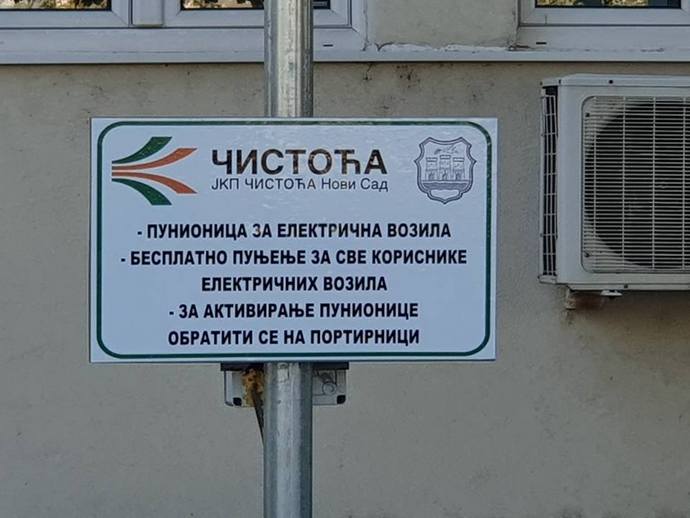 ЧИСТОЋА
ЈКП ЧИСТОЋА Нови Сад
- ПУНИОНИЦА ЗА ЕЛЕКТРИЧНА ВОЗИЛА
- БЕСПЛАТНО ПУЊЕЊЕ ЗА СВЕ КОРИСНИКЕ
ЕЛЕКТРИЧНИХ ВОЗИЛА
- ЗА АКТИВИРАЊЕ ПУНИОНИЦЕ
ОБРАТИТИ СЕ НА ПОРТИРНИЦИ